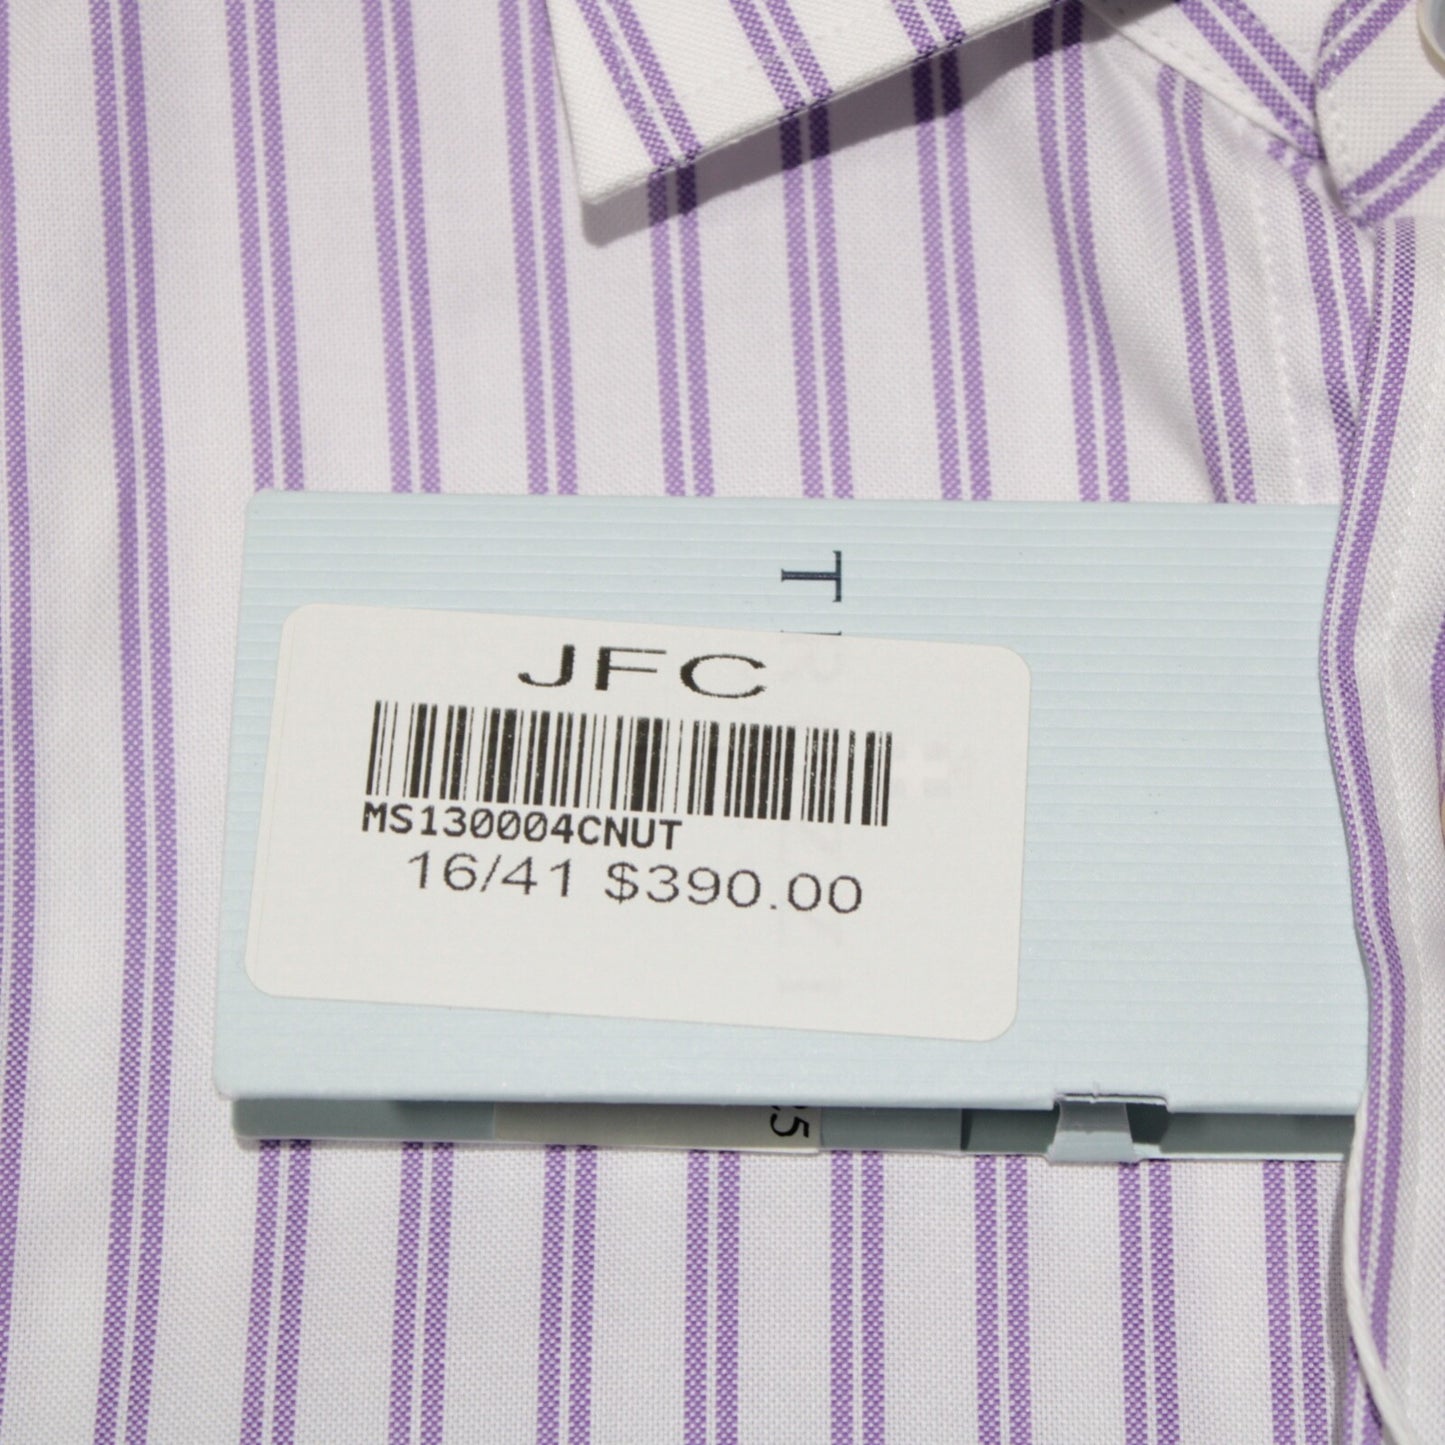 T
JFC
MS130004CNUT
16/41 $390.00